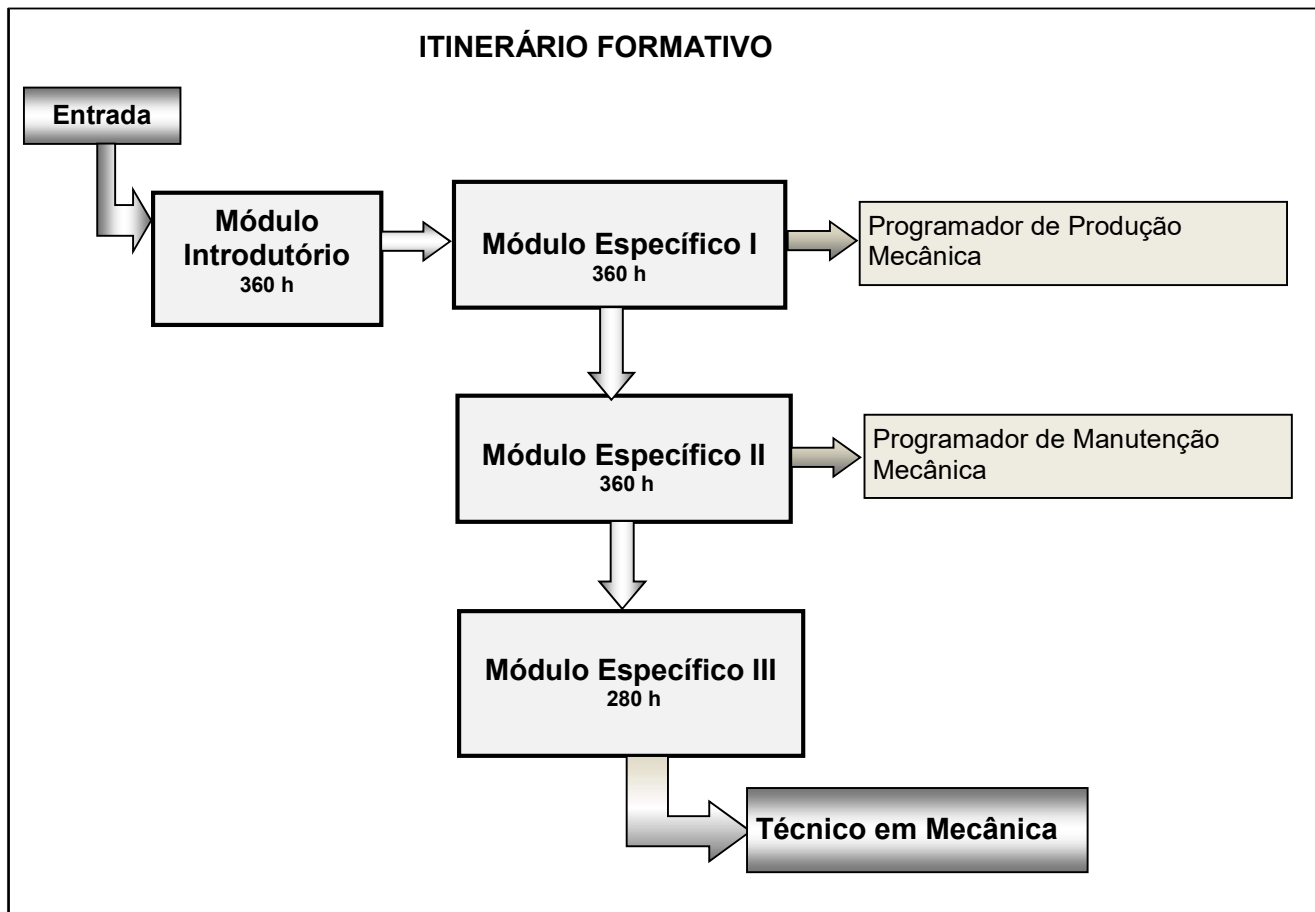 ITINERÁRIO FORMATIVO
Entrada
Módulo
Introdutório
360 h
Módulo Específico I
360 h
Programador de Produção
Mecânica
Módulo Específico II
360 h
Programador de Manutenção
Mecânica
Módulo Específico III
280 h
Técnico em Mecânica